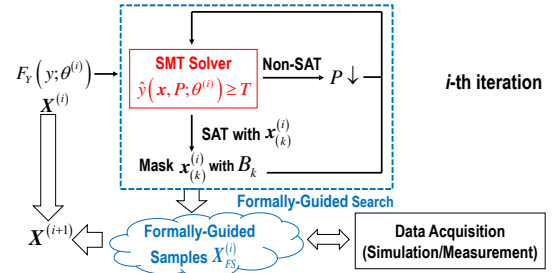 F_Y(y;θ^(i))
X^(i)
SMT Solver
ŷ(x, P;θ^(i)) ≥ T
Non-SAT
P ↓
i-th iteration
SAT with x_(k)^(i)
Mask x_(k)^(i) with B_k
Formally-Guided Search
X^(i+1)
Formally-Guided
Samples X_FS^(i)
Data Acquisition
(Simulation/Measurement)